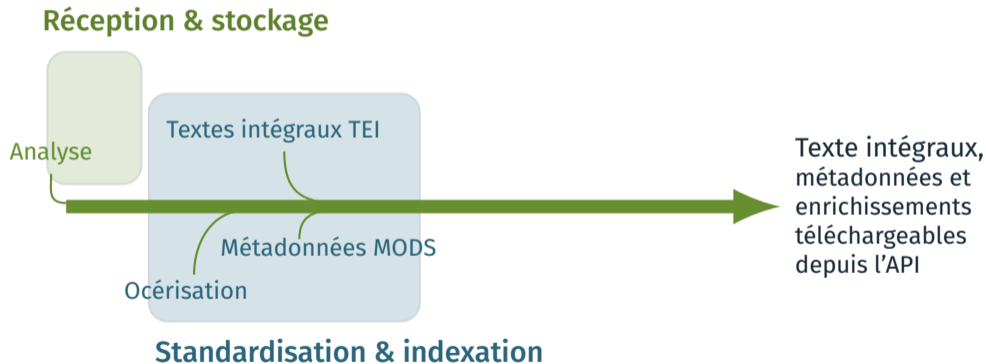 Réception & stockage
Textes intégraux TEI
Analyse
Texte intégraux,
métadonnées et
enrichissements
téléchargeables
depuis l'API
Métadonnées MODS
Océrisation
Standardisation & indexation